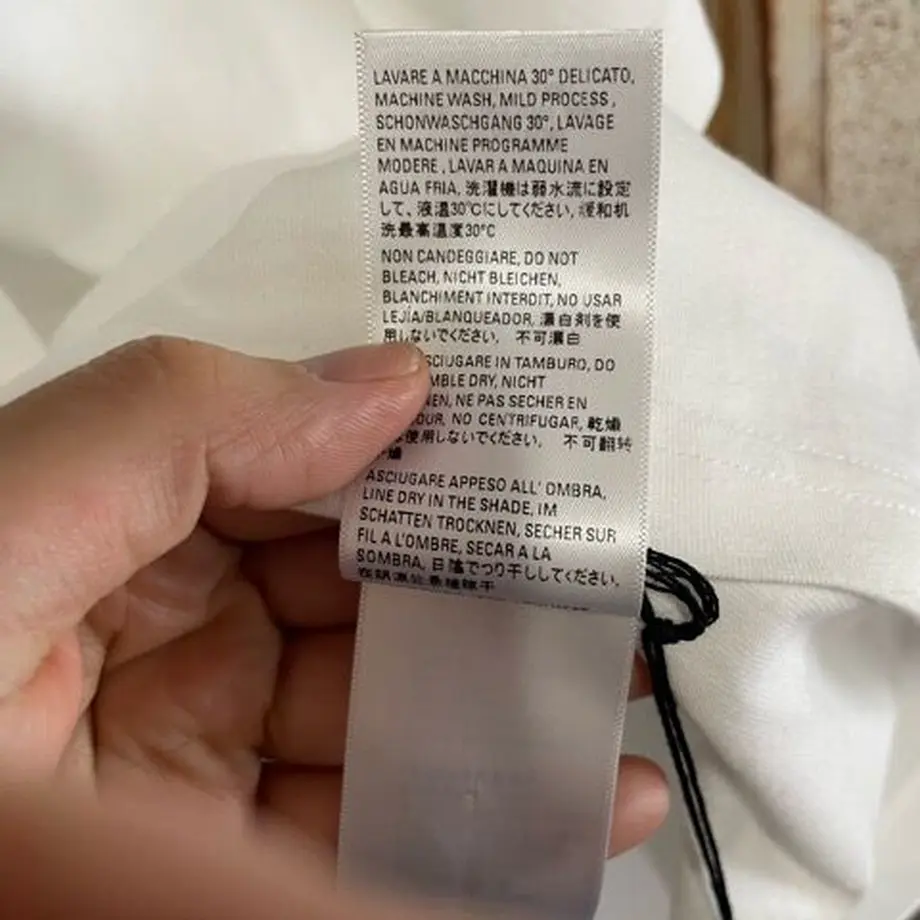 LAVARE A MACCHINA 30° DELICATO,
MACHINE WASH, MILD PROCESS,
SCHONWASCHGANG 30°, LAVAGE
EN MACHINE PROGRAMME
MODERE, LAVAR A MAQUINA EN
AGUA FRIA, 洗濯機は弱水流に設定
して、液温30℃にしてください, 缓和机
洗最高温度30°C
NON CANDEGGIARE, DO NOT
BLEACH, NICHT BLEICHEN,
BLANCHIMENT INTERDIT, NO USAR
LEJÍA/BLANQUEADOR, 漂白剤を使
用しないでください。 不可漂白
SCIUGARE IN TAMBURO, DO
MBLE DRY, NICHT
NEN, NE PAS SECHER EN
OUR, NO CENTRIFUGAR, 乾燥
使用しないでください。 不可翻转
燥
ASCIUGARE APPESO ALL' OMBRA,
LINE DRY IN THE SHADE, IM
SCHATTEN TROCKNEN, SECHER SUR
FIL A L'OMBRE, SECAR A LA
SOMBRA, 日陰でつり干ししてください。